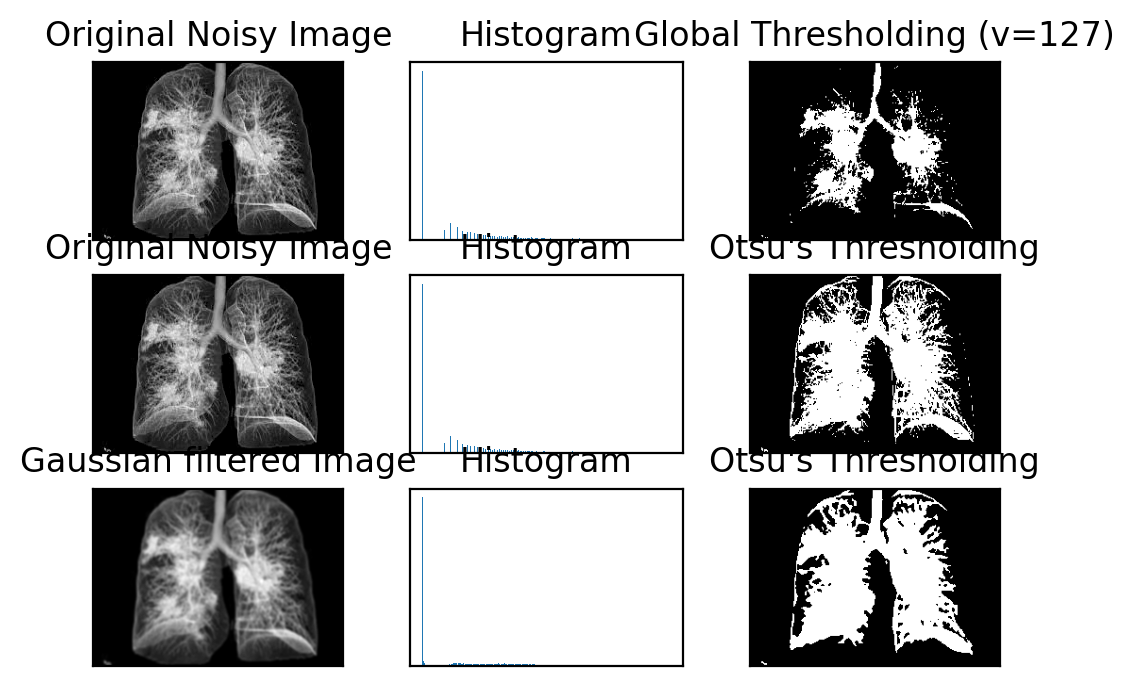 Original Noisy Image
Histogram
Global Thresholding (v=127)
Original Noisy Image
Histogram
Otsu's Thresholding
Gaussian filtered Image
Histogram
Otsu's Thresholding